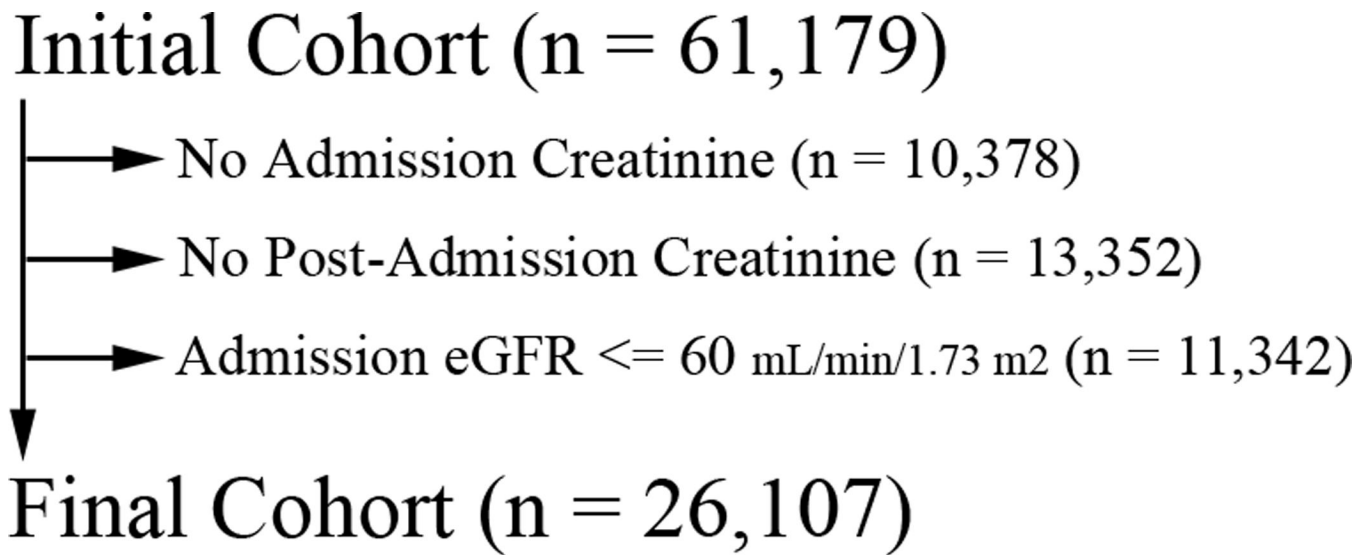 Initial Cohort (n = 61,179)
No Admission Creatinine (n = 10,378)
No Post-Admission Creatinine (n = 13,352)
Admission eGFR <= 60 mL/min/1.73 m2 (n = 11,342)
Final Cohort (n = 26,107)